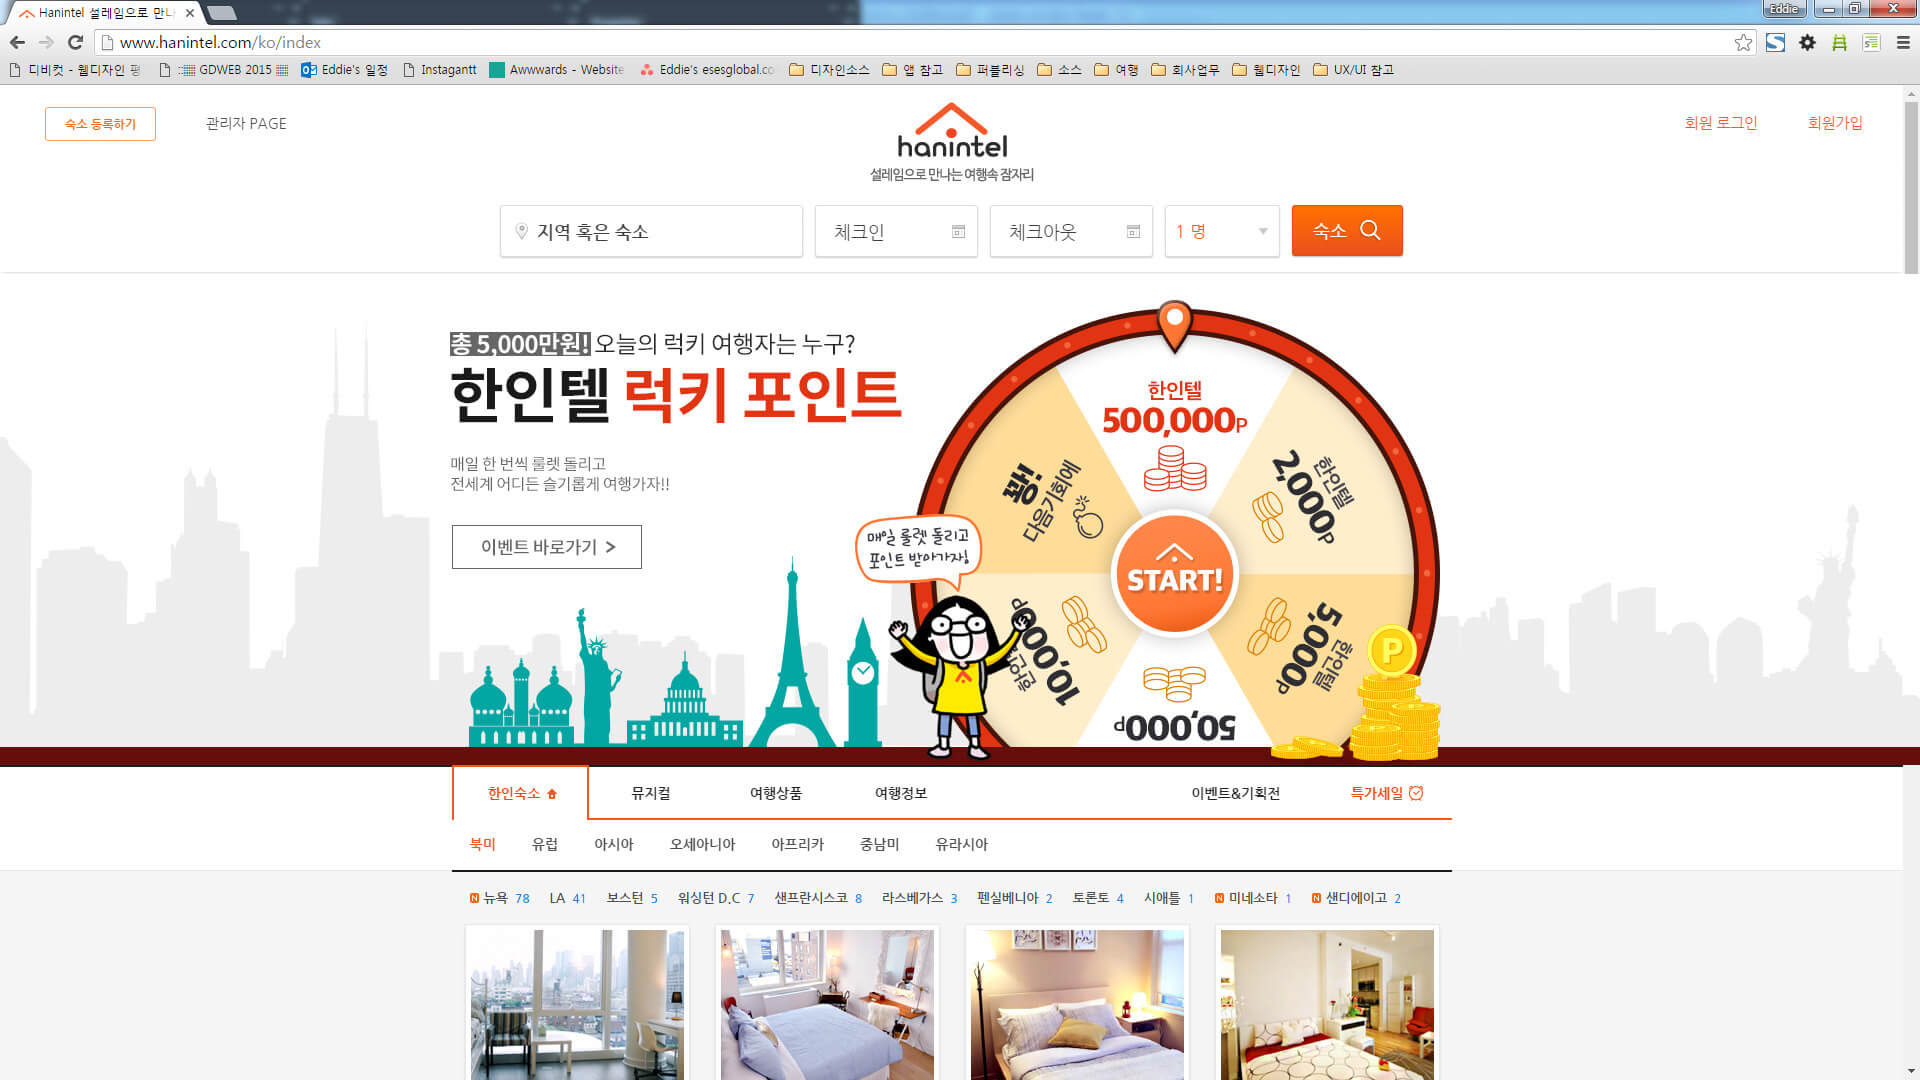 Hanintel 설레임으로 만나
Eddie
www.hanintel.com/ko/index
디비컷 - 웹디자인 평
GDWEB 2015
Eddie's 일정
Instagantt
Awwwards - Website
Eddie's esesglobal.co
디자인소스
앱 참고
퍼블리싱
소스
여행
회사업무
웹디자인
UX/UI 참고
숙소 등록하기
관리자 PAGE
hanintel
설레임으로 만나는 여행속 잠자리
회원 로그인
회원가입
지역 혹은 숙소
체크인
체크아웃
1 명
숙소
총 5,000만원! 오늘의 럭키 여행자는 누구?
한인텔 럭키 포인트
매일 한 번씩 룰렛 돌리고
전세계 어디든 슬기롭게 여행가자!!
이벤트 바로가기 >
한인텔
500,000P
한인텔
2,000P
한인텔
5,000P
50,000P
한인텔
10,000P
꽝!
다음기회에
START!
매일 룰렛 돌리고
포인트 받아가자!
P
한인숙소
뮤지컬
여행상품
여행정보
이벤트&기획전
특가세일
북미
유럽
아시아
오세아니아
아프리카
중남미
유라시아
N 뉴욕 78
LA 41
보스턴 5
워싱턴 D.C 7
샌프란시스코 8
라스베가스 3
펜실베니아 2
토론토 4
시애틀 1
N 미네소타 1
N 샌디에이고 2